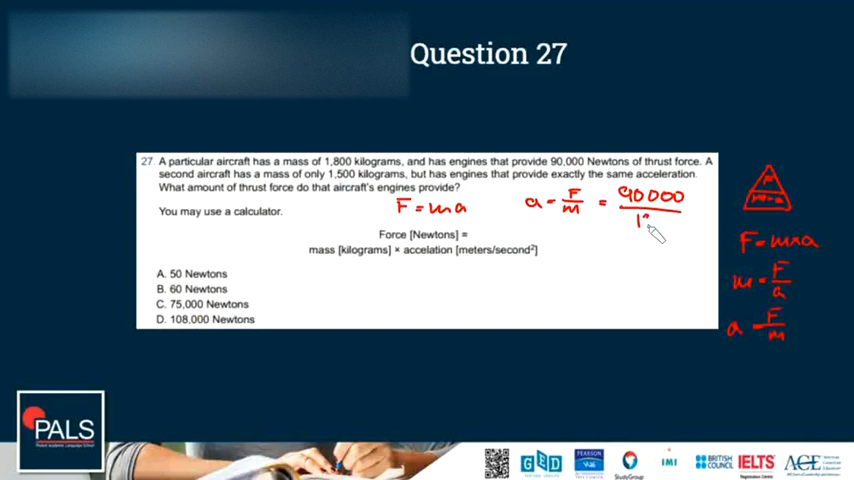 Question 27
27. A particular aircraft has a mass of 1,800 kilograms, and has engines that provide 90,000 Newtons of thrust force. A
second aircraft has a mass of only 1,500 kilograms, but has engines that provide exactly the same acceleration.
What amount of thrust force do that aircraft's engines provide?
You may use a calculator.
F = ma
a = F/m = 90000/1
Force [Newtons] =
mass [kilograms] × accelation [meters/second²]
A. 50 Newtons
B. 60 Newtons
C. 75,000 Newtons
D. 108,000 Newtons
F
m × a
F = m×a
m = F/a
a = F/m
PALS
GED
PEARSON
VUE
StudyGroup
IMI
BRITISH
COUNCIL
IELTS
ACE